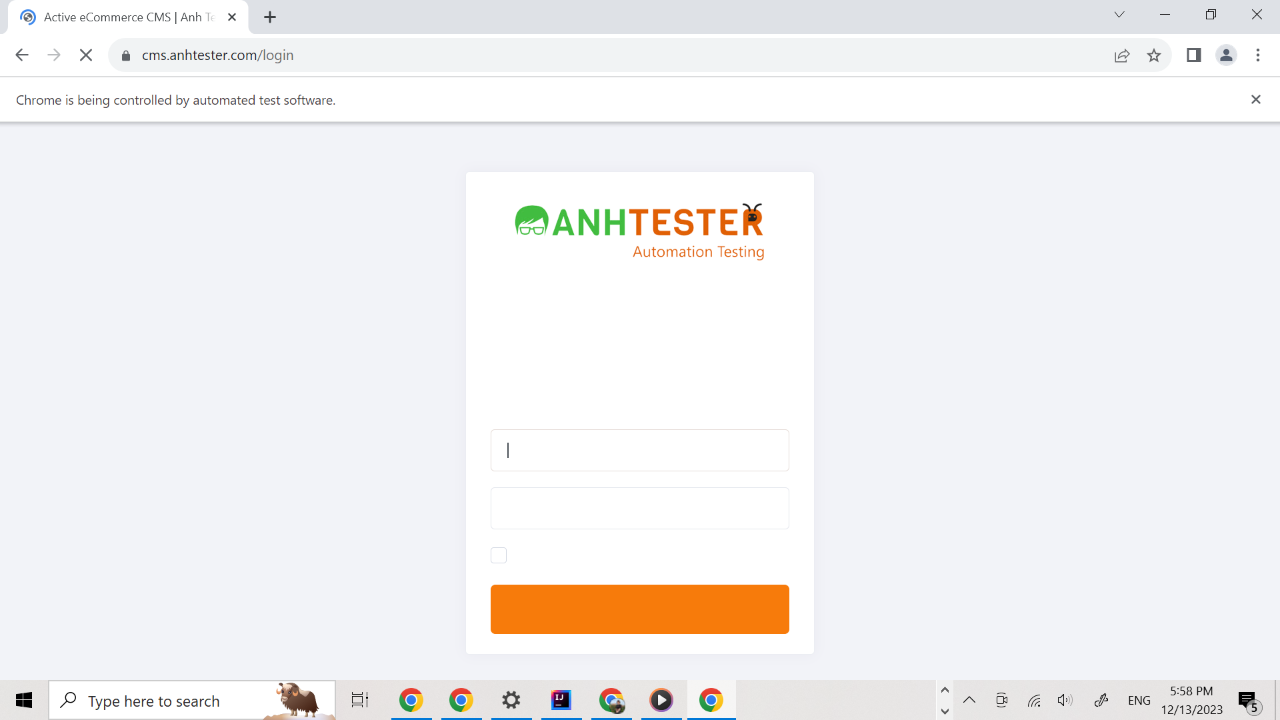 Active eCommerce CMS | Anh Te
cms.anhtester.com/login
Chrome is being controlled by automated test software.
ANHTESTER
Automation Testing
Type here to search
ENG
5:58 PM
12/13/2023
5